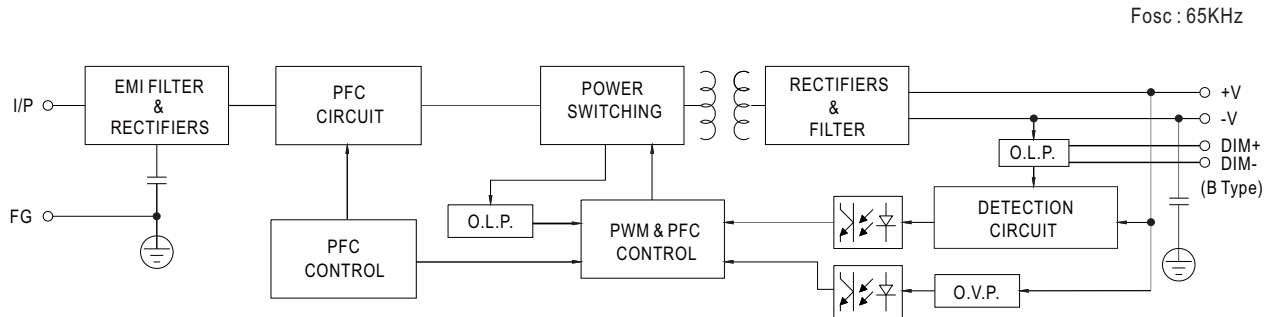 Fosc : 65KHz
I/P
EMI FILTER
&
RECTIFIERS
PFC
CIRCUIT
POWER
SWITCHING
RECTIFIERS
&
FILTER
+V
-V
O.L.P.
DIM+
DIM-
(B Type)
FG
O.L.P.
PFC
CONTROL
PWM & PFC
CONTROL
DETECTION
CIRCUIT
O.V.P.